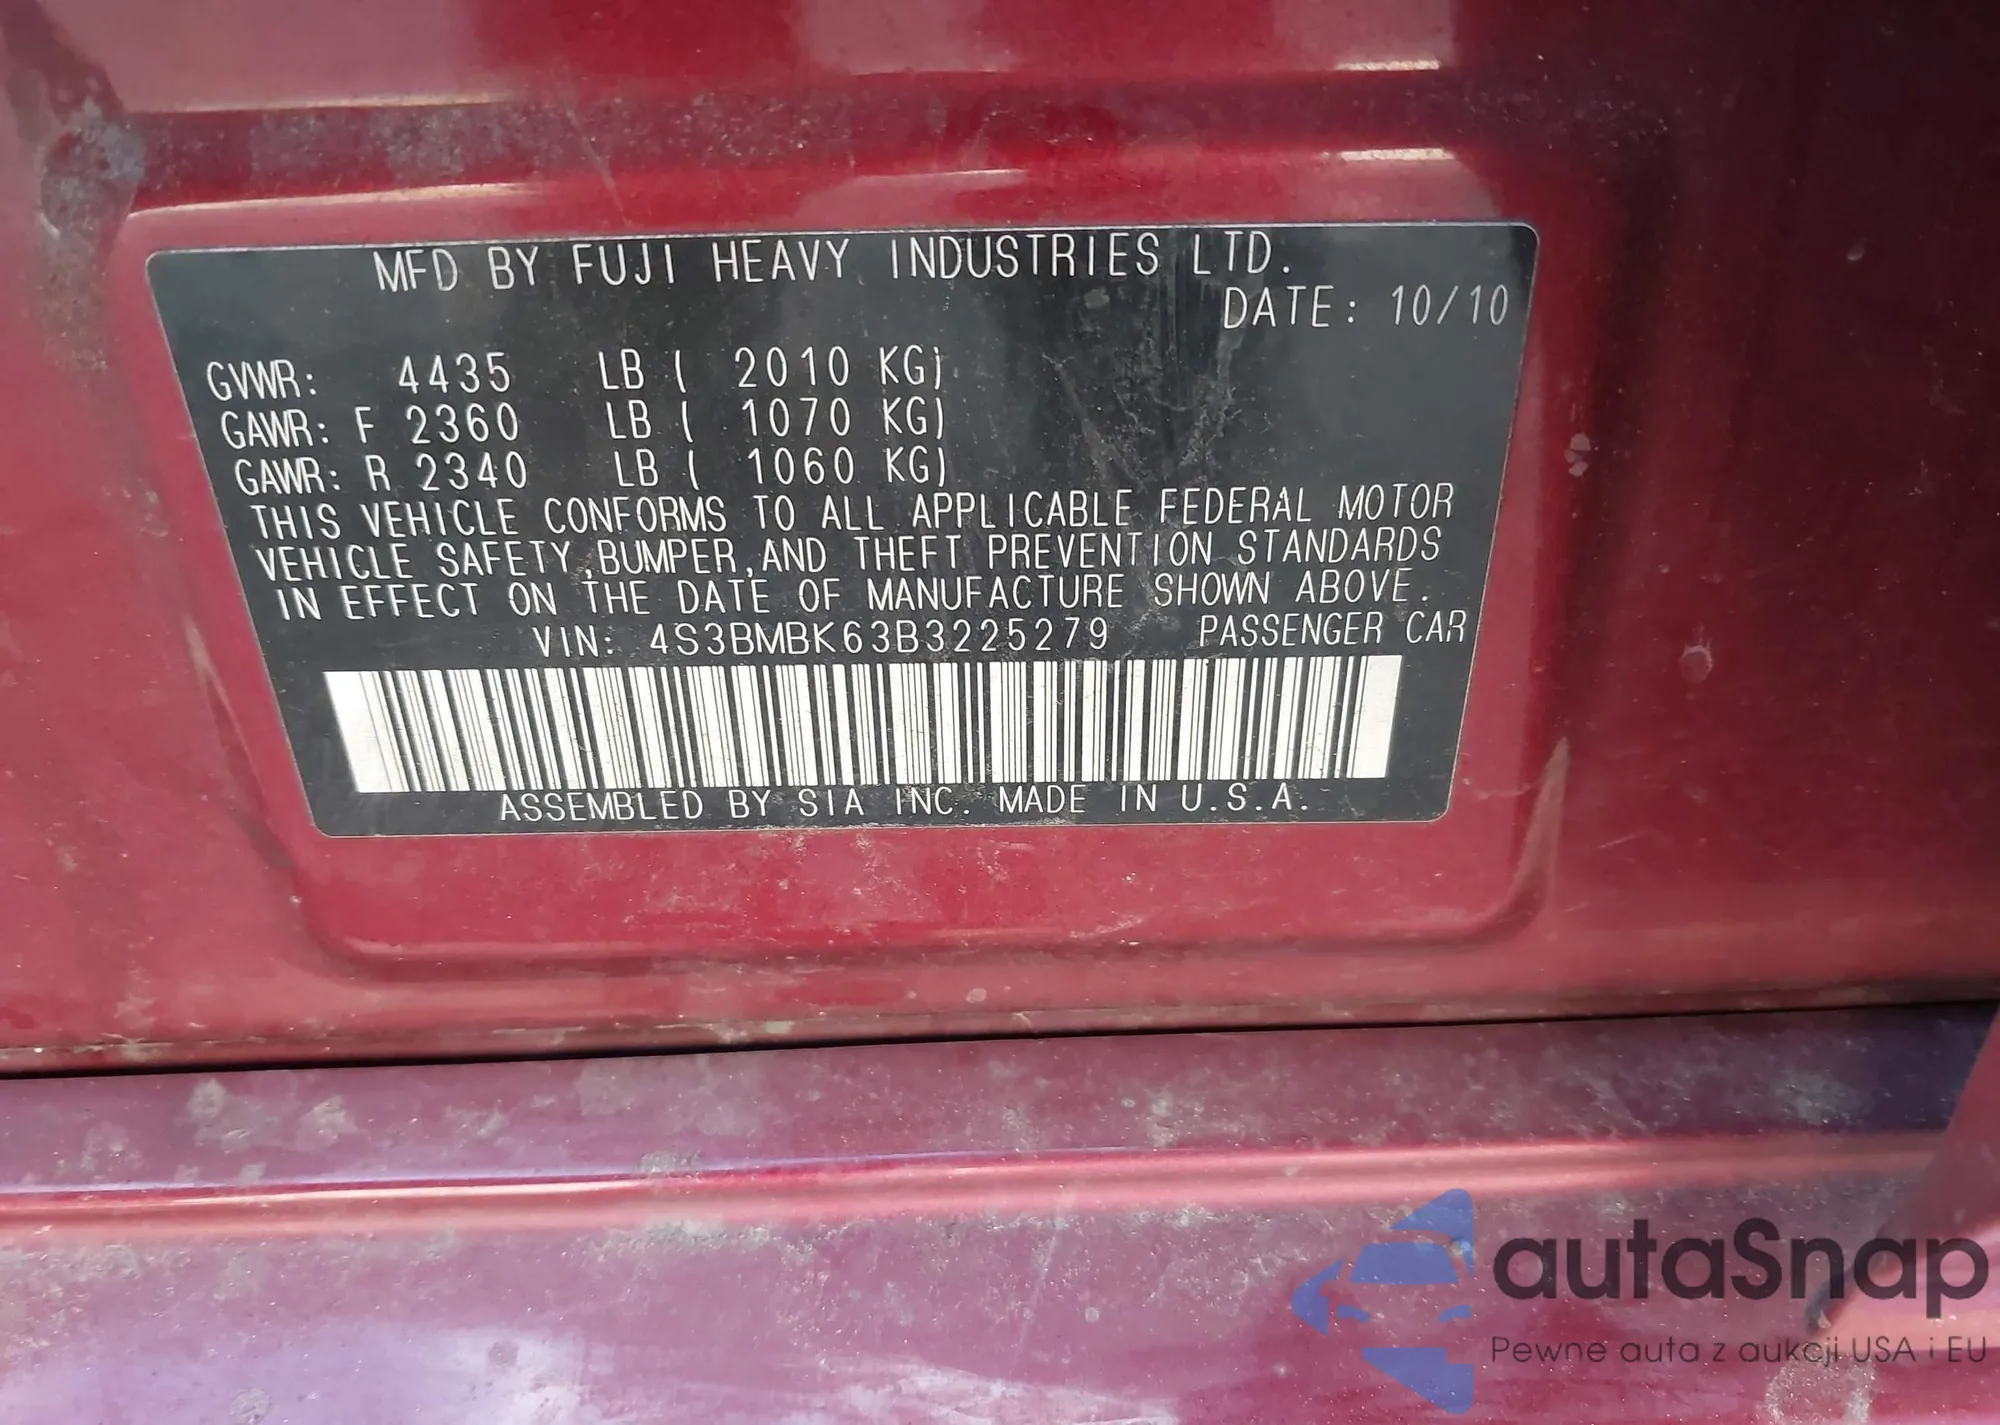 MFD BY FUJI HEAVY INDUSTRIES LTD.
DATE: 10/10
GVWR: 4435 LB ( 2010 KG)
GAWR: F 2360 LB ( 1070 KG)
GAWR: R 2340 LB ( 1060 KG)
THIS VEHICLE CONFORMS TO ALL APPLICABLE FEDERAL MOTOR
VEHICLE SAFETY,BUMPER,AND THEFT PREVENTION STANDARDS
IN EFFECT ON THE DATE OF MANUFACTURE SHOWN ABOVE.
VIN: 4S3BMBK63B3225279 PASSENGER CAR
ASSEMBLED BY SIA INC. MADE IN U.S.A.
autaSnap
Pewne auta z aukcji USA i EU